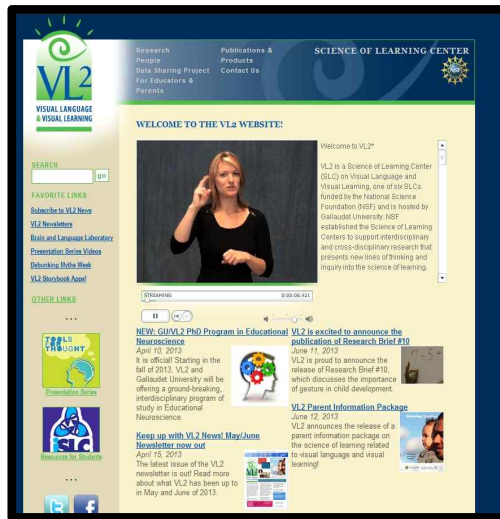 Research
People
Data Sharing Project
For Educators &
Parents
Publications &
Products
Contact Us
SCIENCE OF LEARNING CENTER
NSF
VL2
VISUAL LANGUAGE
& VISUAL LEARNING
SEARCH
go
FAVORITE LINKS
Subscribe to VL2 News
VL2 Newsletters
Brain and Language Laboratory
Presentation Series Videos
Debunking Myths Week
VL2 Storybook Apps!
OTHER LINKS
...
TOOLS
THOUGHT
Presentation Series
iSLC
Resources for Students
...
WELCOME TO THE VL2 WEBSITE!
Welcome to VL2*
VL2 is a Science of Learning Center
(SLC) on Visual Language and
Visual Learning, one of six SLCs
funded by the National Science
Foundation (NSF) and is hosted by
Gallaudet University. NSF
established the Science of Learning
Centers to support interdisciplinary
and cross-disciplinary research that
presents new lines of thinking and
inquiry into the science of learning.
STREAMING
0:00:06.421
NEW: GU/VL2 PhD Program in Educational
Neuroscience
April 10, 2013
It is official! Starting in the
fall of 2013, VL2 and
Gallaudet University will be
offering a ground-breaking,
interdisciplinary program of
study in Educational
Neuroscience.
Keep up with VL2 News! May/June
Newsletter now out
April 15, 2013
The latest issue of the VL2
newsletter is out! Read more
about what VL2 has been up to
in May and June of 2013.
VL2 is excited to announce the
publication of Research Brief #10
June 11, 2013
VL2 is proud to announce the
release of Research Brief #10,
which discusses the importance
of gesture in child development.
VL2 Parent Information Package
June 12, 2013
VL2 announces the release of a
parent information package on
the science of learning related
to visual language and visual
learning!